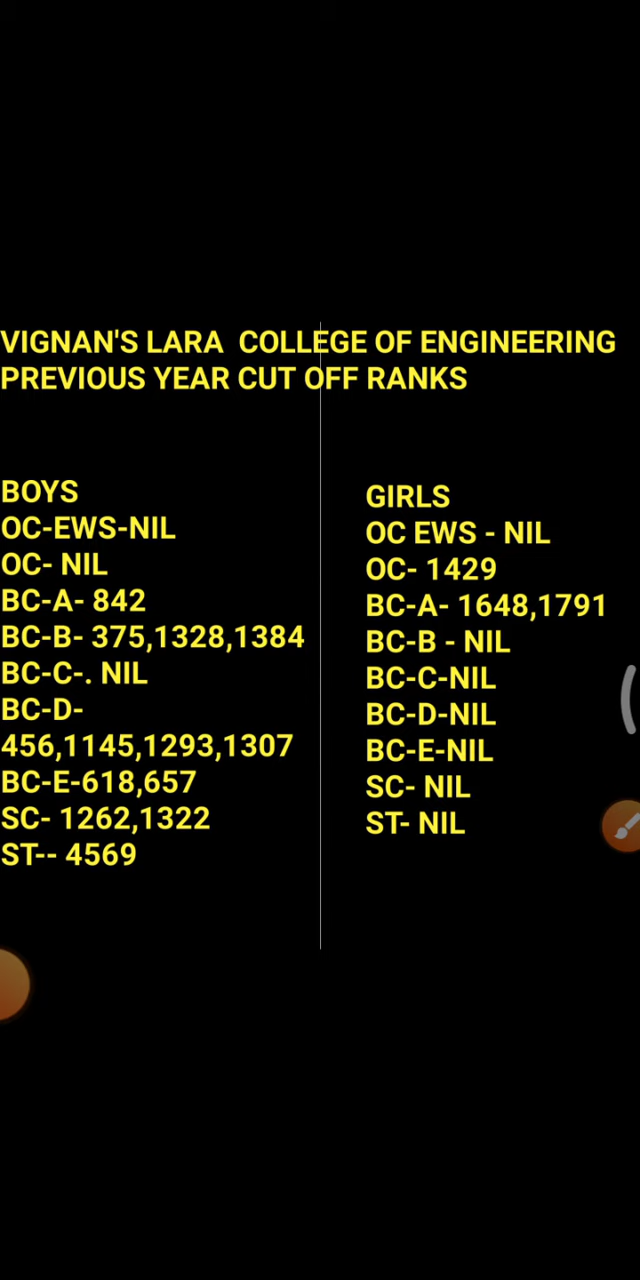 VIGNAN'S LARA COLLEGE OF ENGINEERING
PREVIOUS YEAR CUT OFF RANKS
BOYS
OC-EWS-NIL
OC- NIL
BC-A- 842
BC-B- 375,1328,1384
BC-C-. NIL
BC-D-
456,1145,1293,1307
BC-E-618,657
SC- 1262,1322
ST-- 4569
GIRLS
OC EWS - NIL
OC- 1429
BC-A- 1648,1791
BC-B - NIL
BC-C-NIL
BC-D-NIL
BC-E-NIL
SC- NIL
ST- NIL